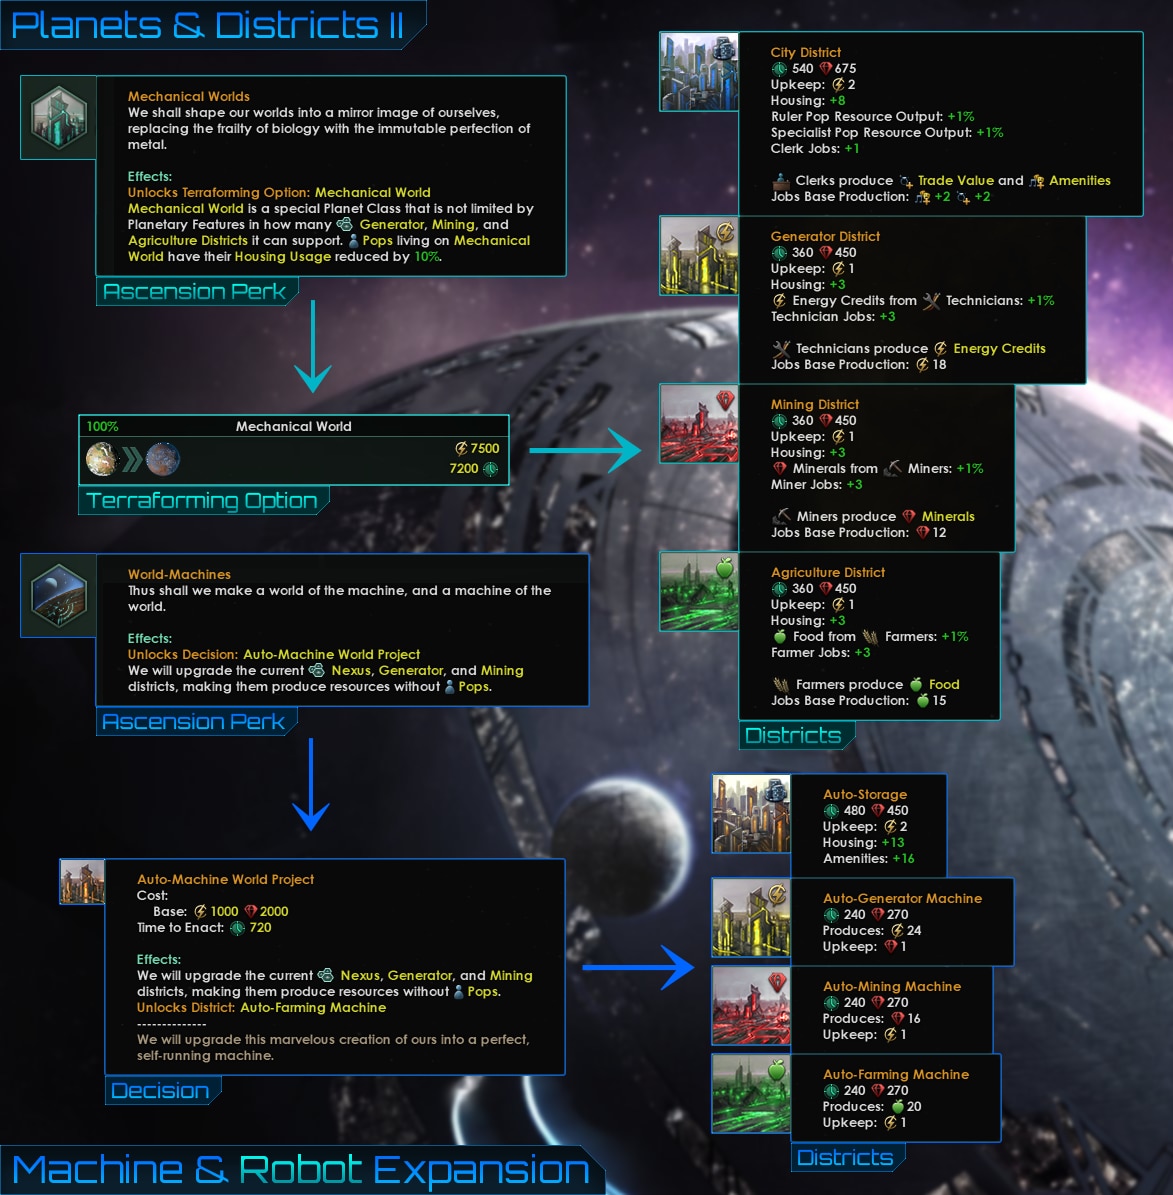 Planets & Districts II
Mechanical Worlds
We shall shape our worlds into a mirror image of ourselves,
replacing the frailty of biology with the immutable perfection of
metal.
Effects:
Unlocks Terraforming Option: Mechanical World
Mechanical World is a special Planet Class that is not limited by
Planetary Features in how many Generator, Mining, and
Agriculture Districts it can support. Pops living on Mechanical
World have their Housing Usage reduced by 10%.
Ascension Perk
100% Mechanical World
7500
7200
Terraforming Option
World-Machines
Thus shall we make a world of the machine, and a machine of the
world.
Effects:
Unlocks Decision: Auto-Machine World Project
We will upgrade the current Nexus, Generator, and Mining
districts, making them produce resources without Pops.
Ascension Perk
Auto-Machine World Project
Cost:
Base: 1000 2000
Time to Enact: 720
Effects:
We will upgrade the current Nexus, Generator, and Mining
districts, making them produce resources without Pops.
Unlocks District: Auto-Farming Machine
--------------
We will upgrade this marvelous creation of ours into a perfect,
self-running machine.
Decision
City District
540 675
Upkeep: 2
Housing: +8
Ruler Pop Resource Output: +1%
Specialist Pop Resource Output: +1%
Clerk Jobs: +1
Clerks produce Trade Value and Amenities
Jobs Base Production: +2 +2
Generator District
360 450
Upkeep: 1
Housing: +3
Energy Credits from Technicians: +1%
Technician Jobs: +3
Technicians produce Energy Credits
Jobs Base Production: 18
Mining District
360 450
Upkeep: 1
Housing: +3
Minerals from Miners: +1%
Miner Jobs: +3
Miners produce Minerals
Jobs Base Production: 12
Agriculture District
360 450
Upkeep: 1
Housing: +3
Food from Farmers: +1%
Farmer Jobs: +3
Farmers produce Food
Jobs Base Production: 15
Districts
Auto-Storage
480 450
Upkeep: 2
Housing: +13
Amenities: +16
Auto-Generator Machine
240 270
Produces: 24
Upkeep: 1
Auto-Mining Machine
240 270
Produces: 16
Upkeep: 1
Auto-Farming Machine
240 270
Produces: 20
Upkeep: 1
Districts
Machine & Robot Expansion